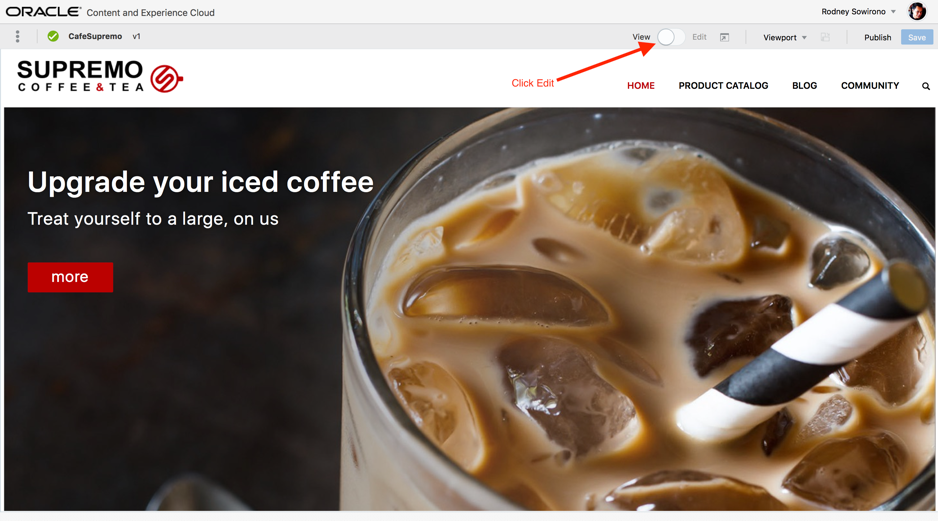 ORACLE® Content and Experience Cloud
Rodney Sowirono
CafeSupremo v1
View Edit Viewport Publish Save
Click Edit
SUPREMO
COFFEE&TEA
HOME PRODUCT CATALOG BLOG COMMUNITY
Upgrade your iced coffee
Treat yourself to a large, on us
more